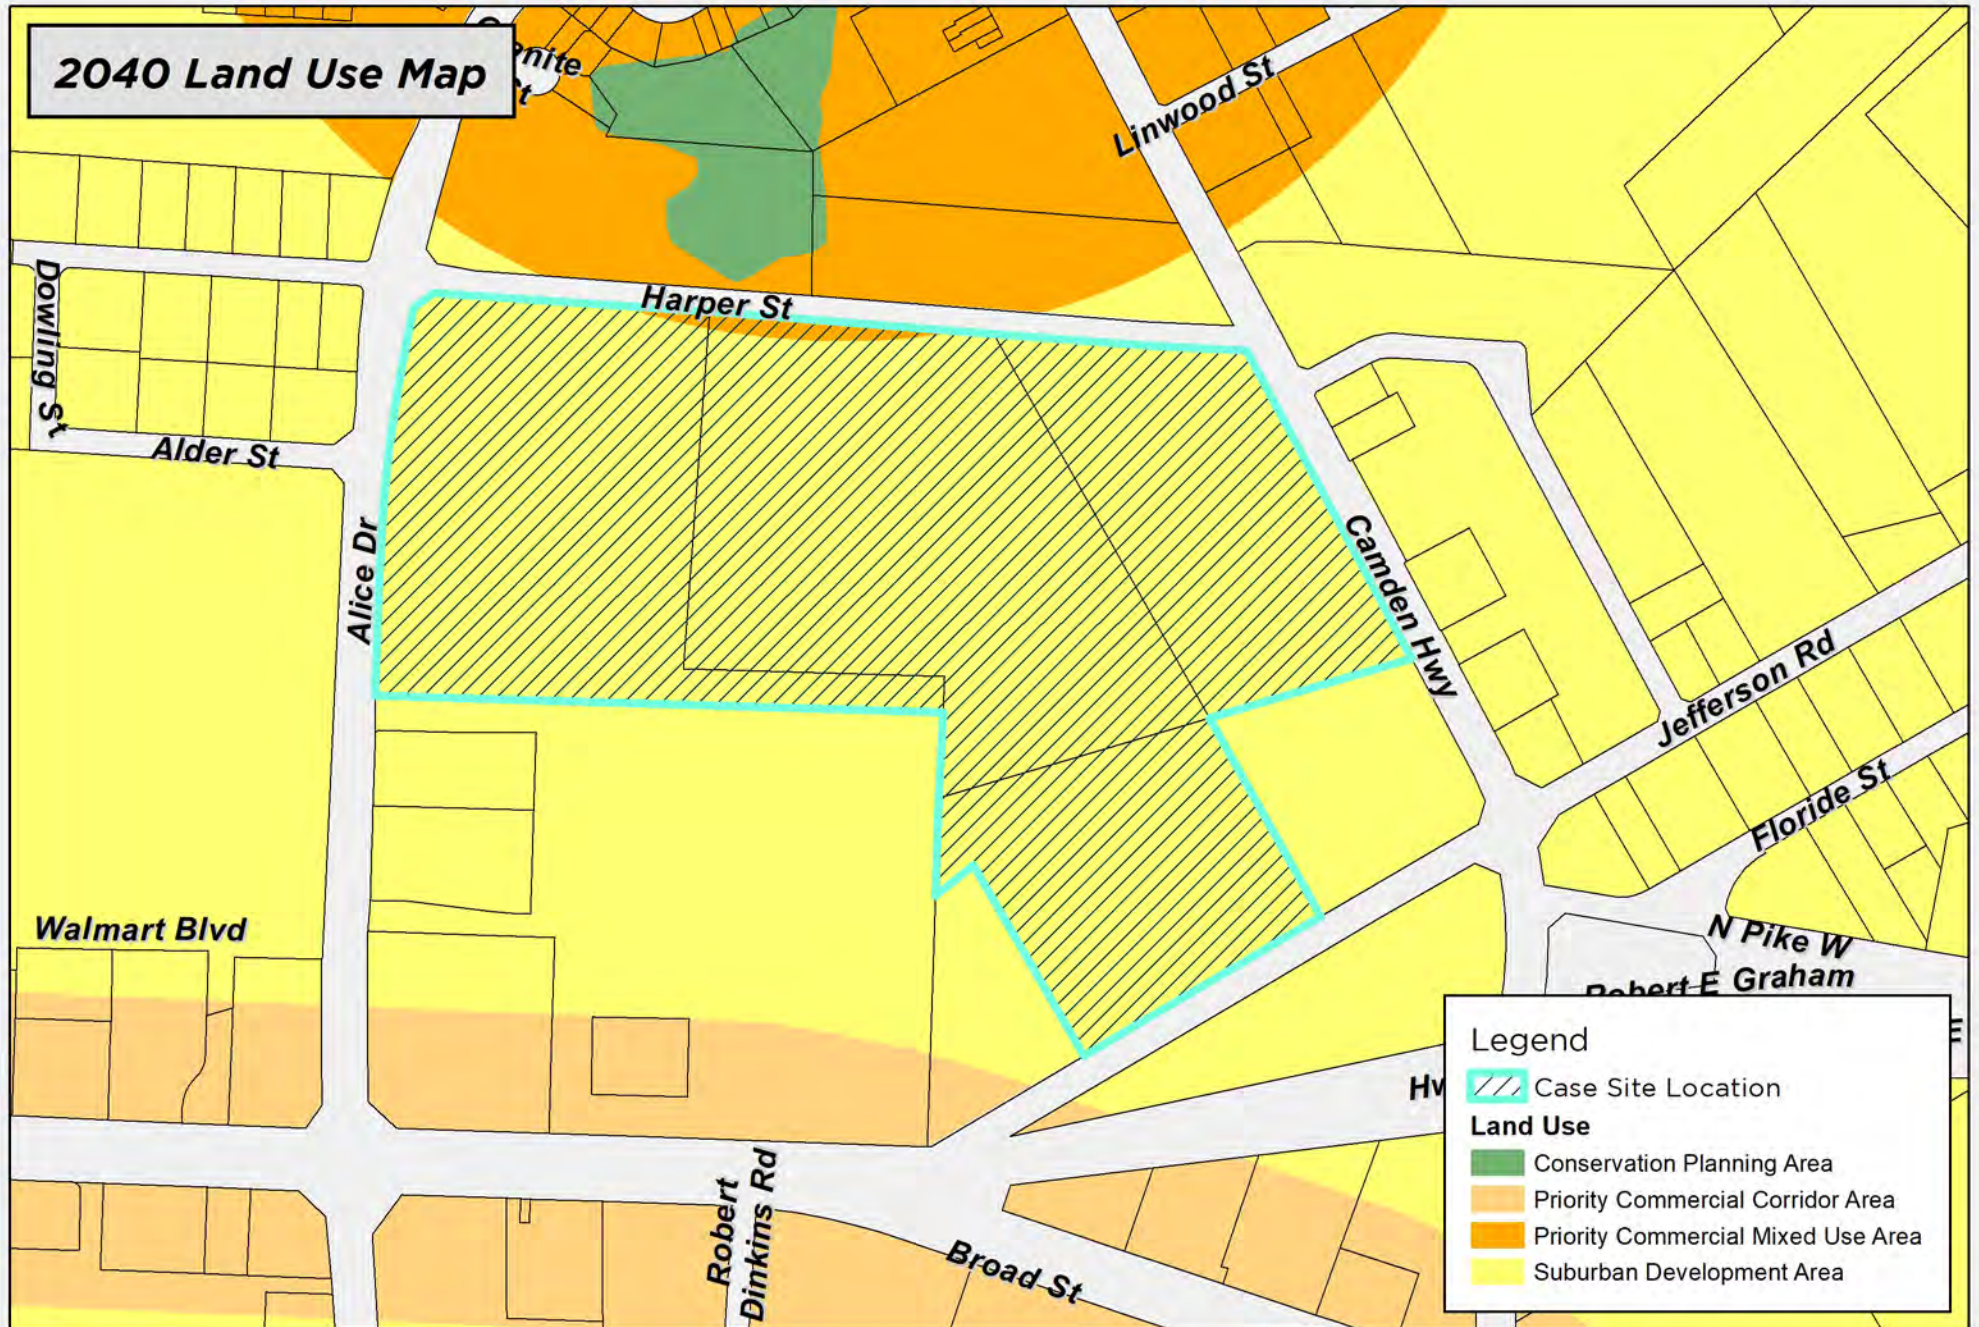 2040 Land Use Map
Linwood St
Harper St
Dowling St
Alder St
Alice Dr
Camden Hwy
Jefferson Rd
Floride St
Walmart Blvd
N Pike W
Robert E Graham
Robert
Dinkins Rd
Broad St
Legend
Case Site Location
Land Use
Conservation Planning Area
Priority Commercial Corridor Area
Priority Commercial Mixed Use Area
Suburban Development Area